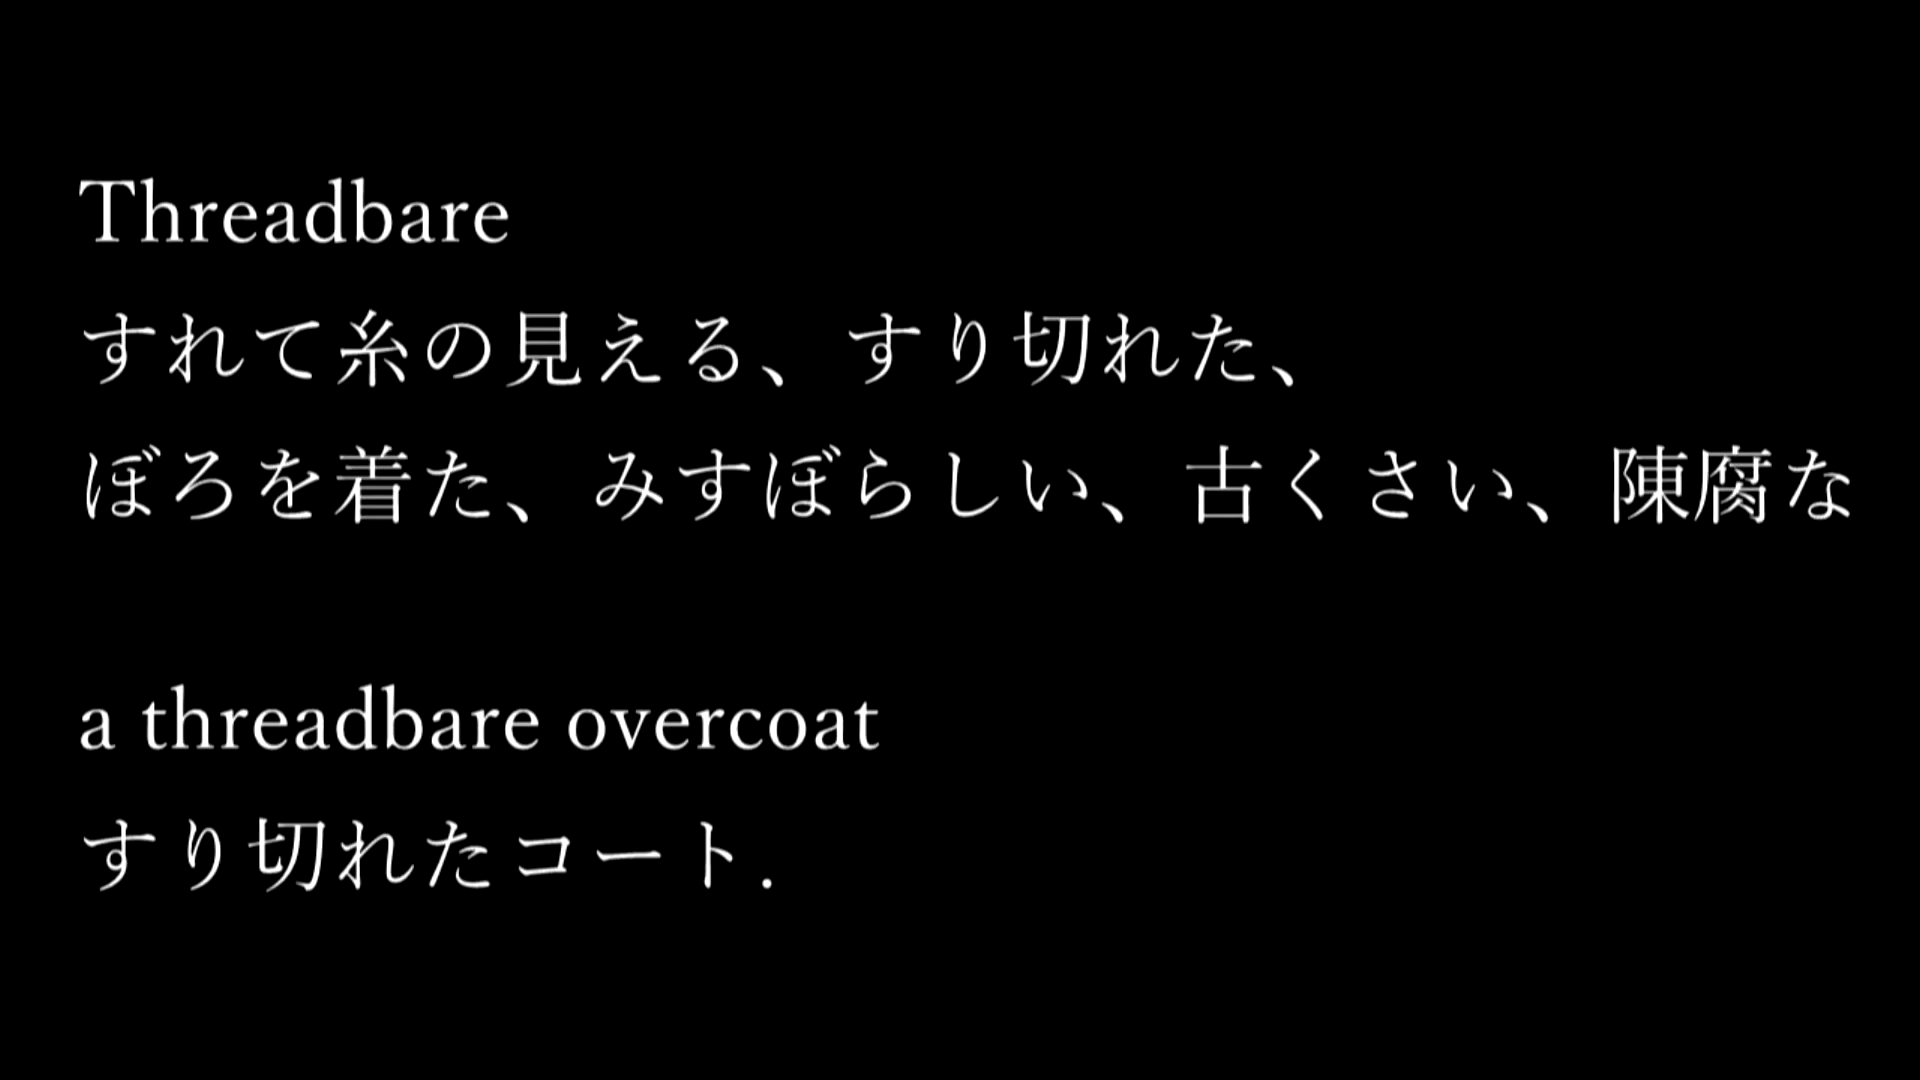 Threadbare
すれて糸の見える、すり切れた、
ぼろを着た、みすぼらしい、古くさい、陳腐な
a threadbare overcoat
すり切れたコート.